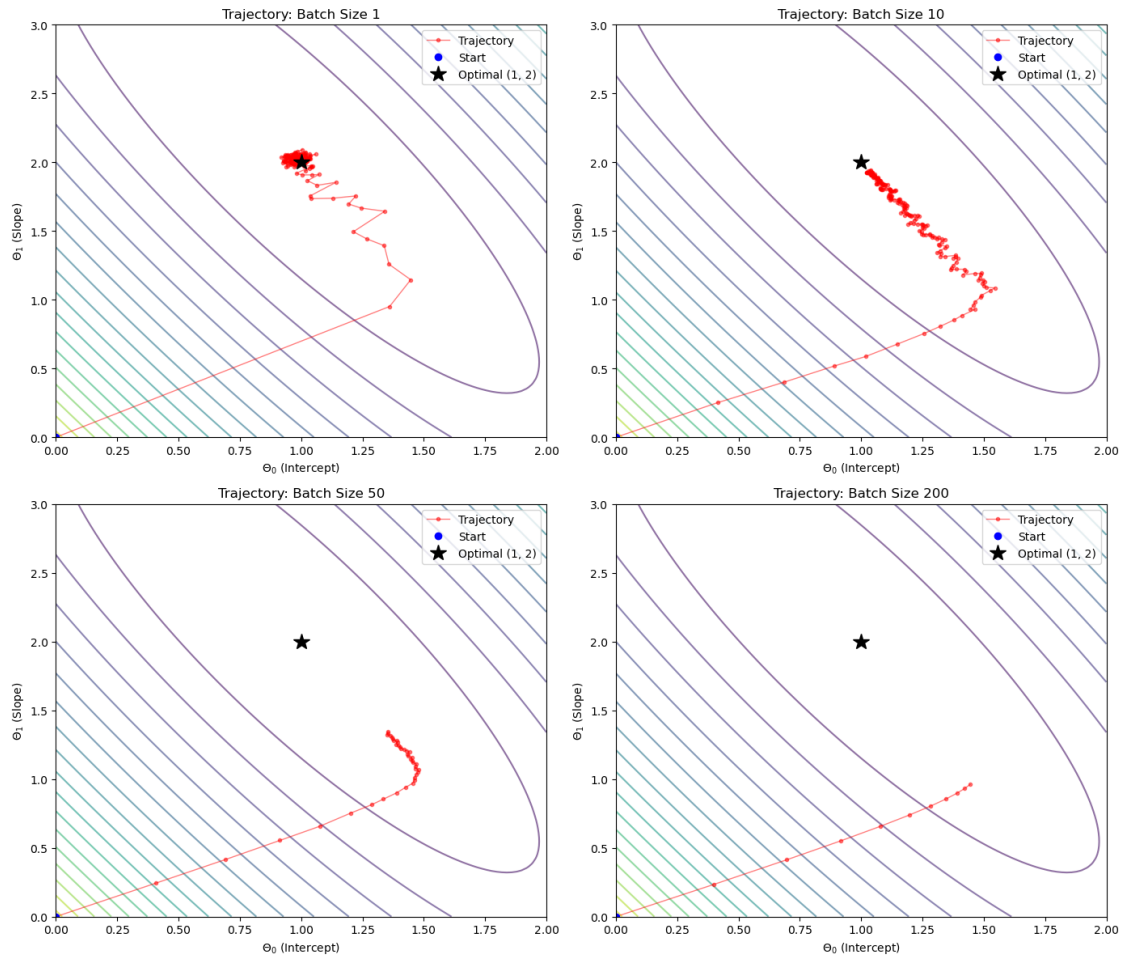 Trajectory: Batch Size 1
3.0
2.5
2.0
1.5
1.0
0.5
0.0
Θ1 (Slope)
Trajectory
Start
Optimal (1, 2)
0.00 0.25 0.50 0.75 1.00 1.25 1.50 1.75 2.00
Θ0 (Intercept)
Trajectory: Batch Size 10
3.0
2.5
2.0
1.5
1.0
0.5
0.0
Θ1 (Slope)
Trajectory
Start
Optimal (1, 2)
0.00 0.25 0.50 0.75 1.00 1.25 1.50 1.75 2.00
Θ0 (Intercept)
Trajectory: Batch Size 50
3.0
2.5
2.0
1.5
1.0
0.5
0.0
Θ1 (Slope)
Trajectory
Start
Optimal (1, 2)
0.00 0.25 0.50 0.75 1.00 1.25 1.50 1.75 2.00
Θ0 (Intercept)
Trajectory: Batch Size 200
3.0
2.5
2.0
1.5
1.0
0.5
0.0
Θ1 (Slope)
Trajectory
Start
Optimal (1, 2)
0.00 0.25 0.50 0.75 1.00 1.25 1.50 1.75 2.00
Θ0 (Intercept)